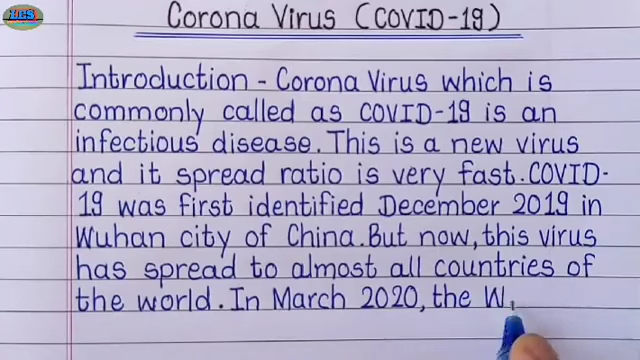 Corona Virus (COVID-19)
Introduction - Corona Virus which is
commonly called as COVID-19 is an
infectious disease. This is a new virus
and it spread ratio is very fast. COVID-
19 was first identified December 2019 in
Wuhan city of China. But now, this virus
has spread to almost all countries of
the world. In March 2020, the W